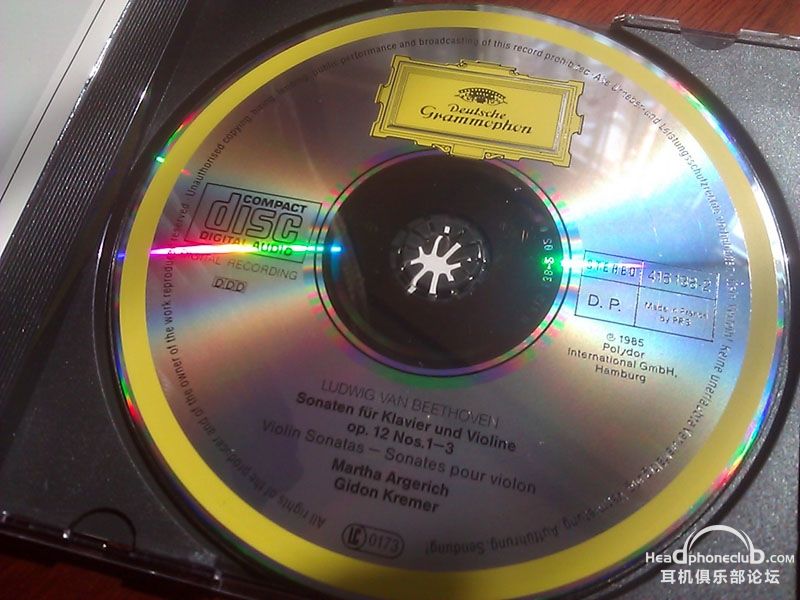 Unauthorised copying, hiring, lending, public performance and broadcasting of this record prohibited.
Deutsche
Grammophon
COMPACT
disc
DIGITAL AUDIO
DIGITAL RECORDING
DDD
STEREO
D.P.
Made in France
by PRS
℗ 1985
Polydor
International GmbH,
Hamburg
LUDWIG VAN BEETHOVEN
Sonaten für Klavier und Violine
op. 12 Nos. 1–3
Violin Sonatas – Sonates pour violon
Martha Argerich
Gidon Kremer
LC 0173
All rights of the producer and of the owner of the work reproduced reserved.
Headphoneclub.com
耳机俱乐部论坛